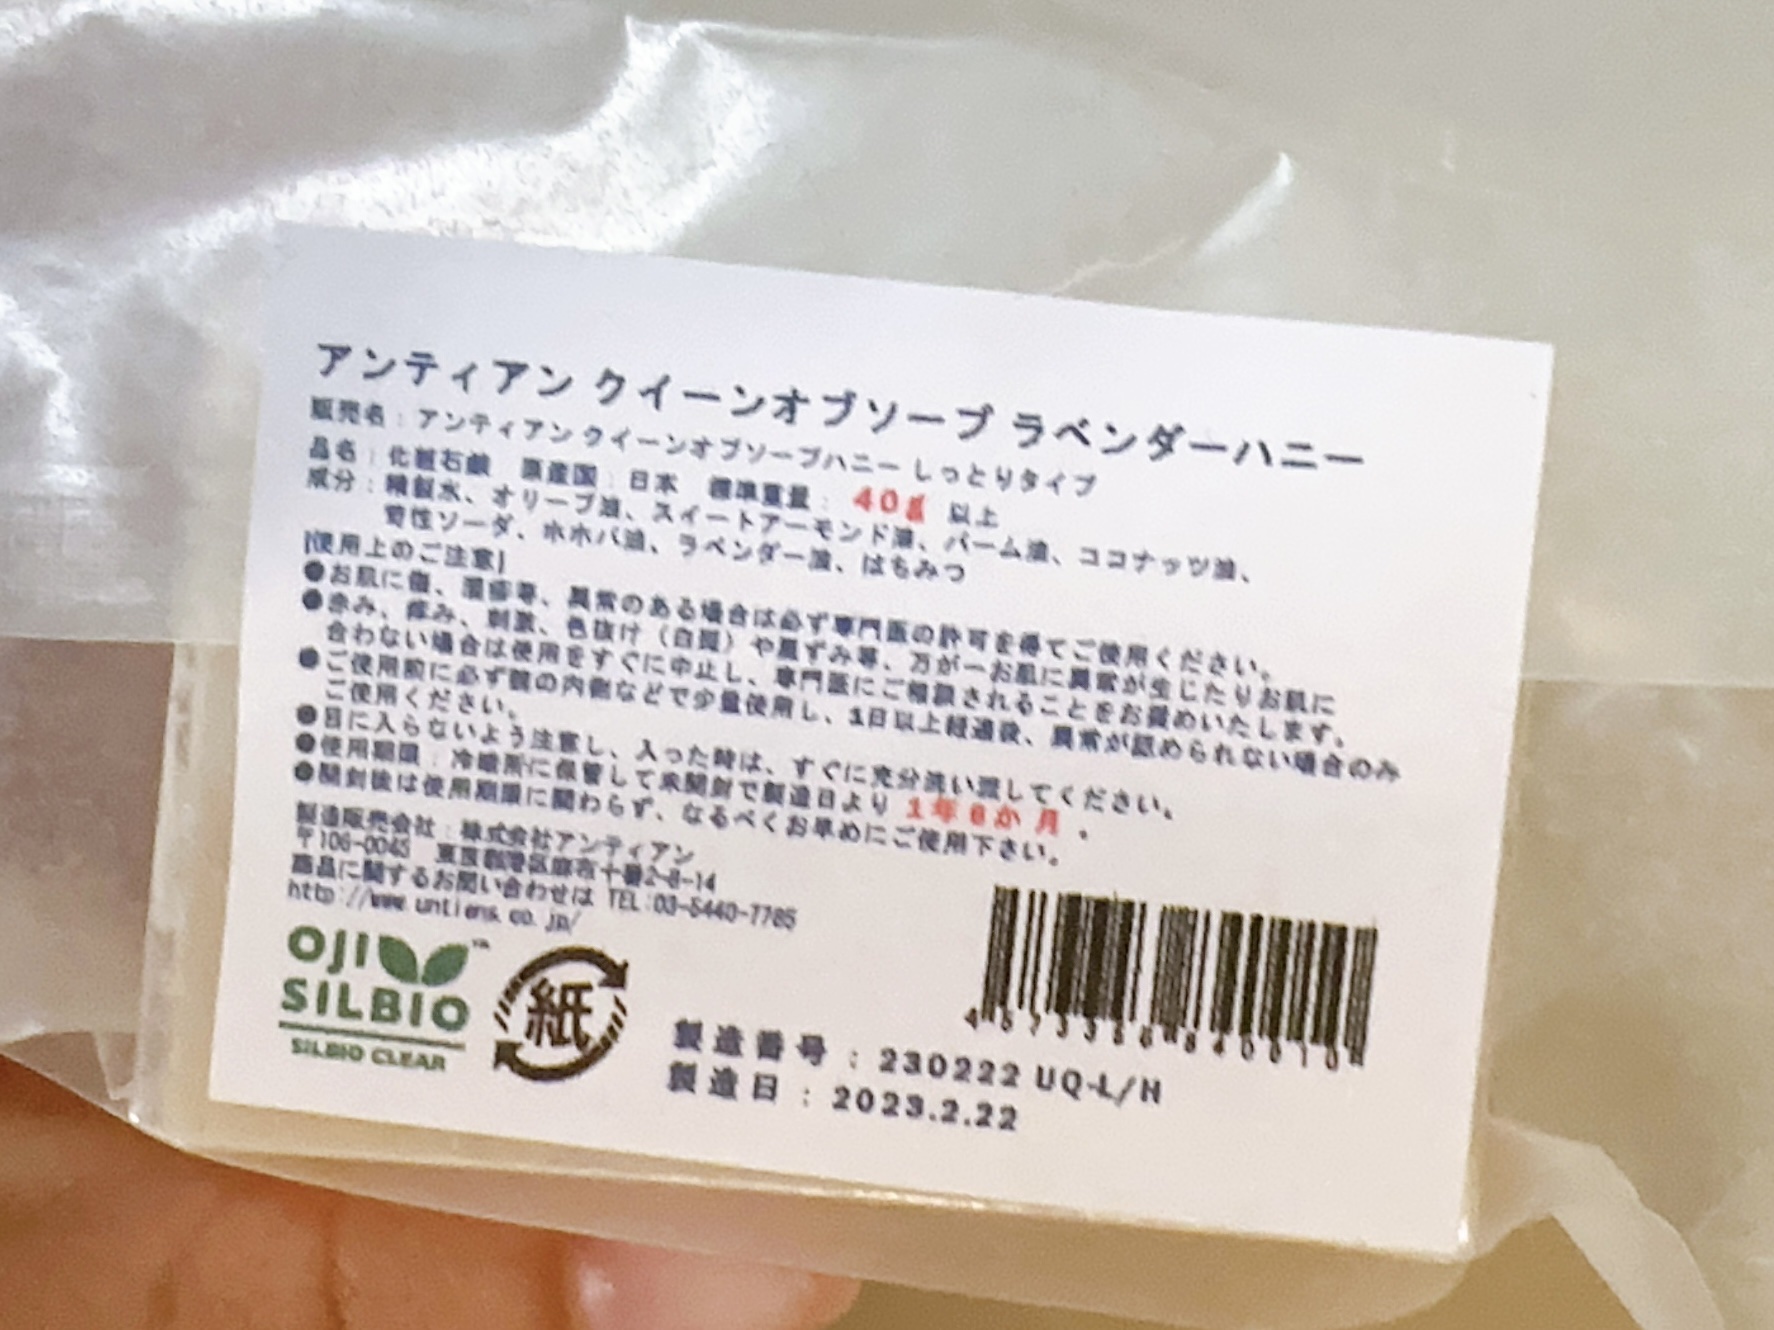 アンティアン クイーンオブソープ ラベンダーハニー
販売名：アンティアン クイーンオブソープハニー しっとりタイプ
品名：化粧石鹸　原産国：日本　標準重量：40g 以上
成分：精製水、オリーブ油、スイートアーモンド油、パーム油、ココナッツ油、
苛性ソーダ、ホホバ油、ラベンダー油、はちみつ
[使用上のご注意]
●お肌に傷、湿疹等、異常のある場合は必ず専門医の許可を得てご使用ください。
●赤み、痒み、刺激、色抜け（白斑）や黒ずみ等、万が一お肌に異常が生じたりお肌に
合わない場合は使用をすぐに中止し、専門医にご相談されることをお薦めいたします。
●ご使用前に必ず腕の内側などで少量使用し、1日以上経過後、異常が認められない場合のみ
ご使用ください。
●目に入らないよう注意し、入った時は、すぐに充分洗い流してください。
●使用期限：冷暗所に保管して未開封で製造日より 1年6か月 。
●開封後は使用期限に関わらず、なるべくお早めにご使用下さい。
製造販売会社：株式会社アンティアン
〒106-0045　東京都港区麻布十番2-8-14
商品に関するお問い合わせは TEL:03-5440-7785
http://www.untiens.co.jp/
OJI ™
SILBIO
SILBIO CLEAR
紙
製造番号：230222 UQ-L/H
製造日：2023.2.22